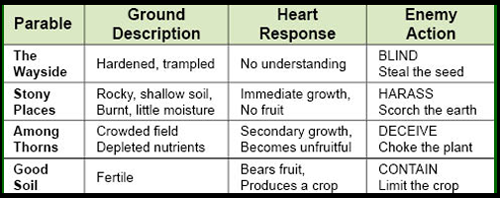 Parable
Ground
Description
Heart
Response
Enemy
Action
The
Wayside
Hardened, trampled
No understanding
BLIND
Steal the seed
Stony
Places
Rocky, shallow soil,
Burnt, little moisture
Immediate growth,
No fruit
HARASS
Scorch the earth
Among
Thorns
Crowded field
Depleted nutrients
Secondary growth,
Becomes unfruitful
DECEIVE
Choke the plant
Good
Soil
Fertile
Bears fruit,
Produces a crop
CONTAIN
Limit the crop